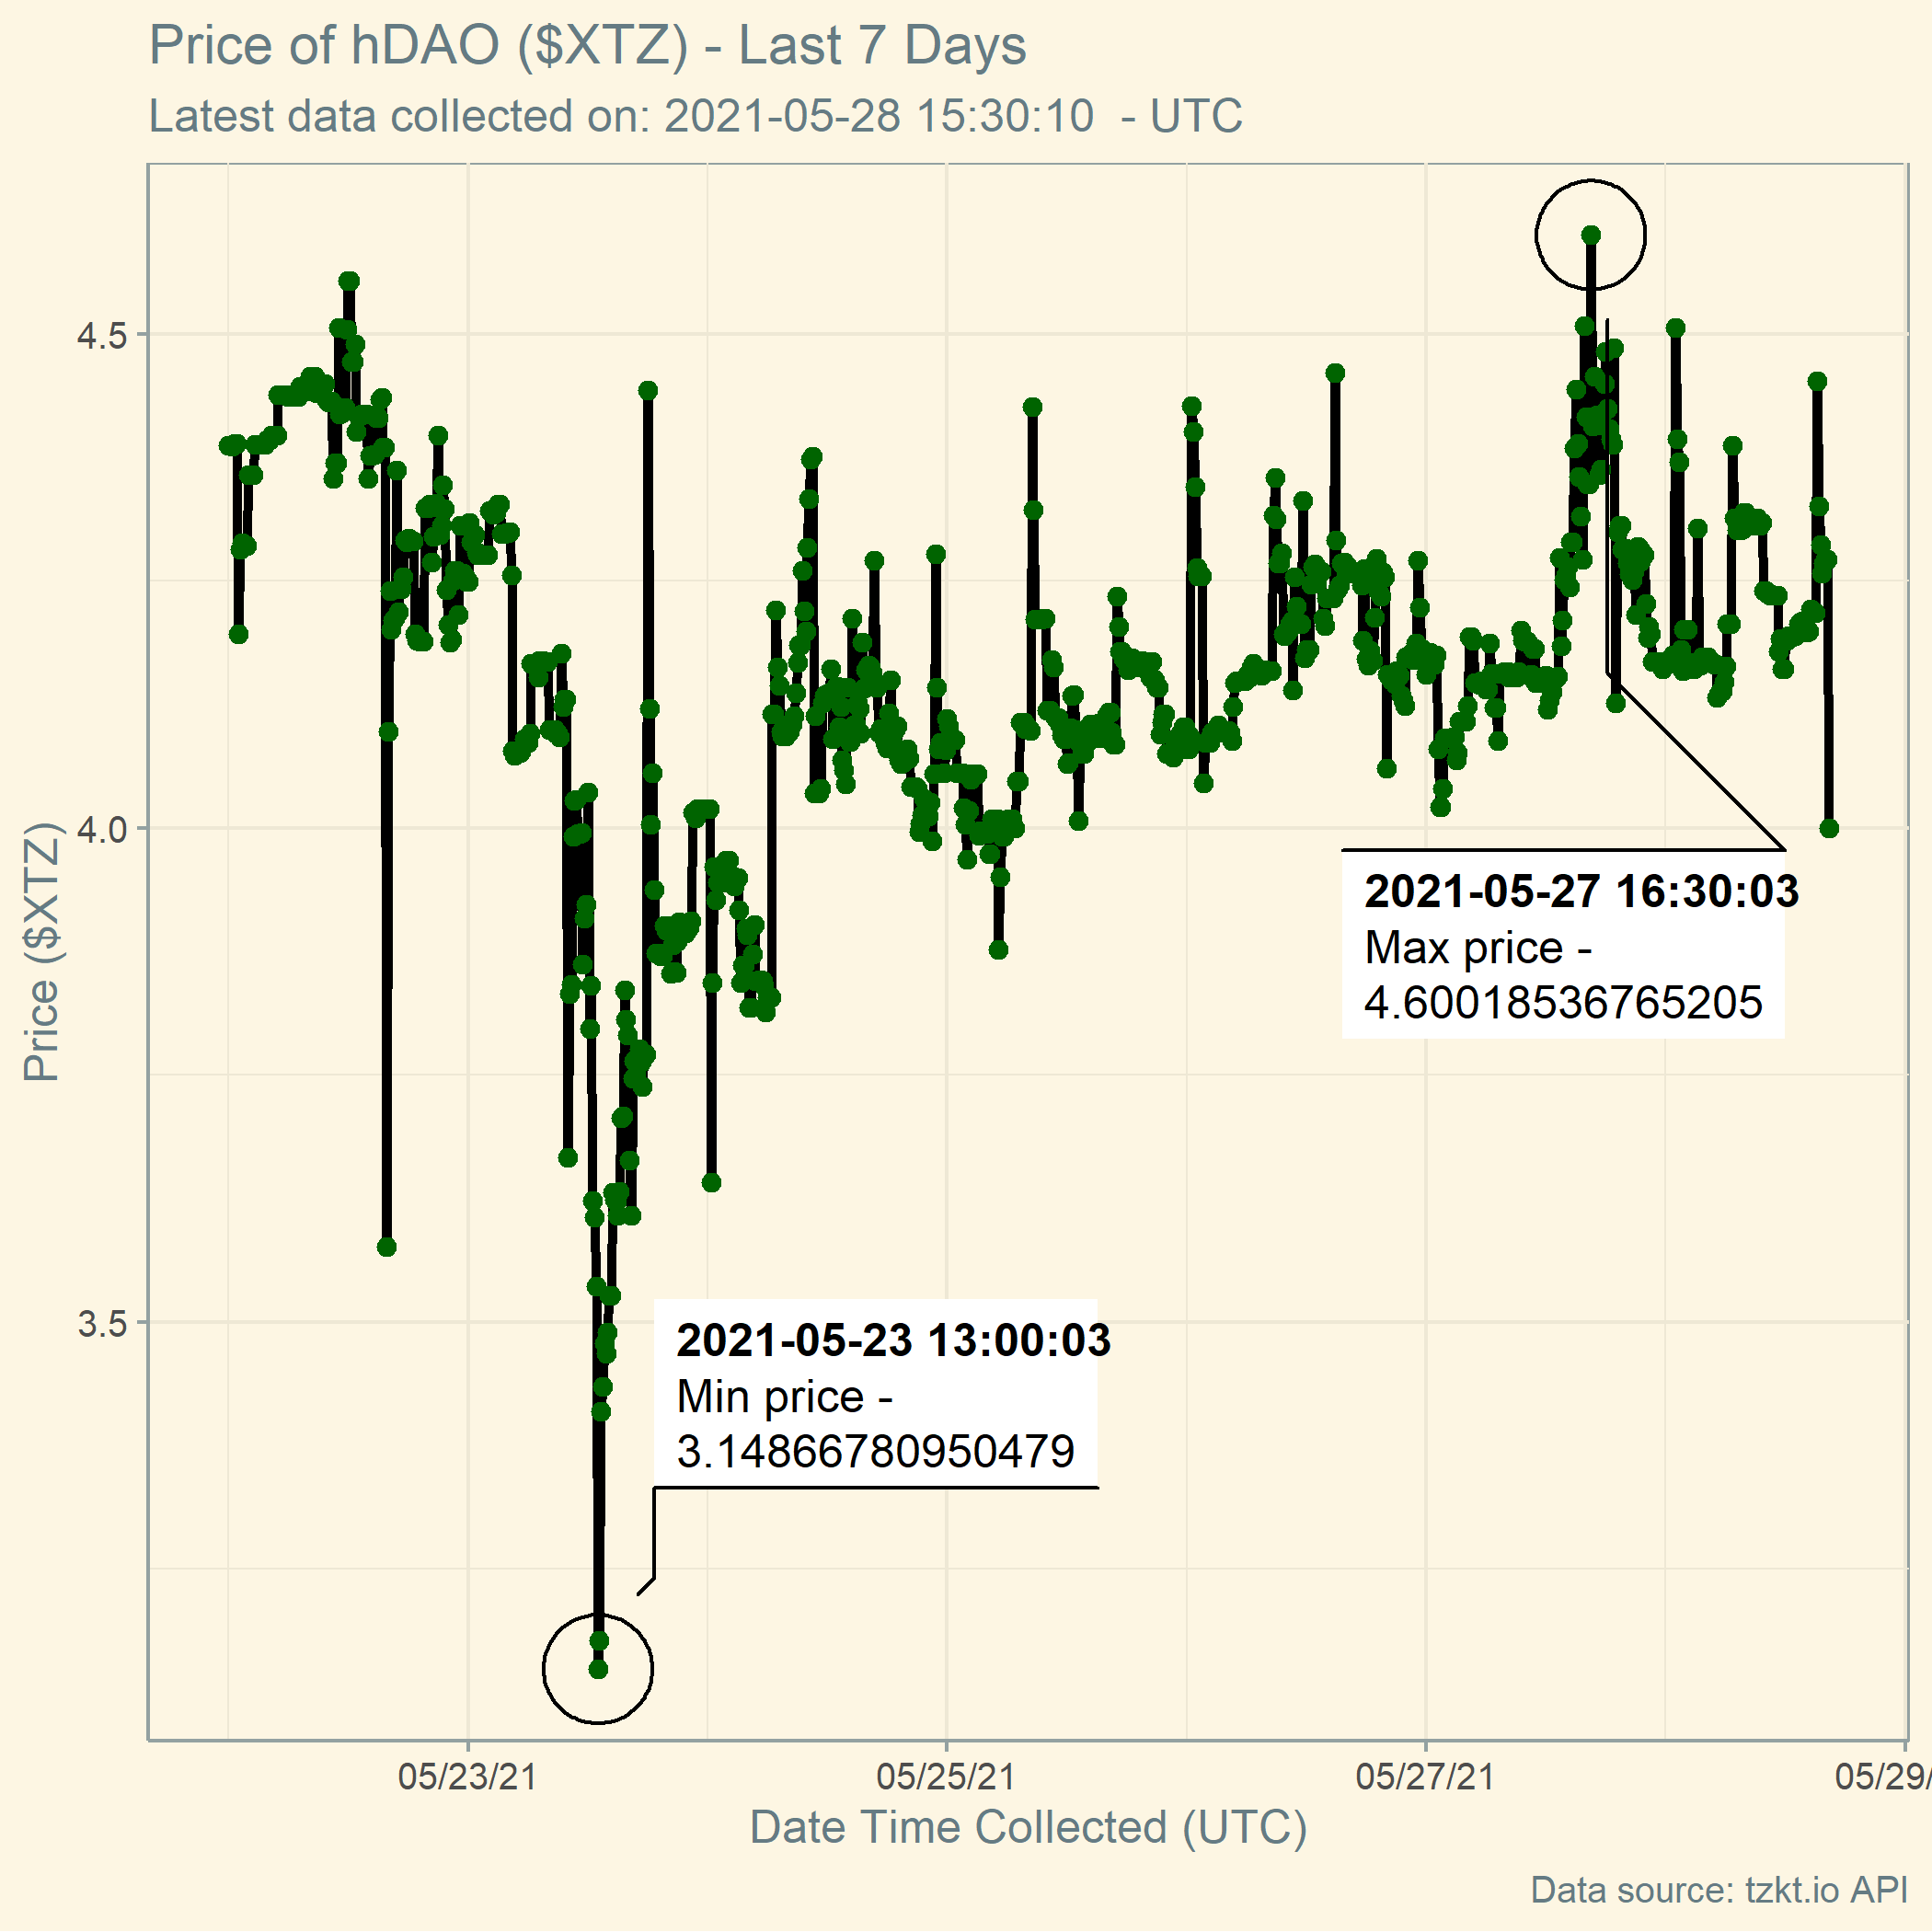 Price of hDAO ($XTZ) - Last 7 Days
Latest data collected on: 2021-05-28 15:30:10  - UTC
4.5
4.0
3.5
Price ($XTZ)
2021-05-27 16:30:03
Max price -
4.60018536765205
2021-05-23 13:00:03
Min price -
3.14866780950479
05/23/21
05/25/21
05/27/21
05/29/
Date Time Collected (UTC)
Data source: tzkt.io API